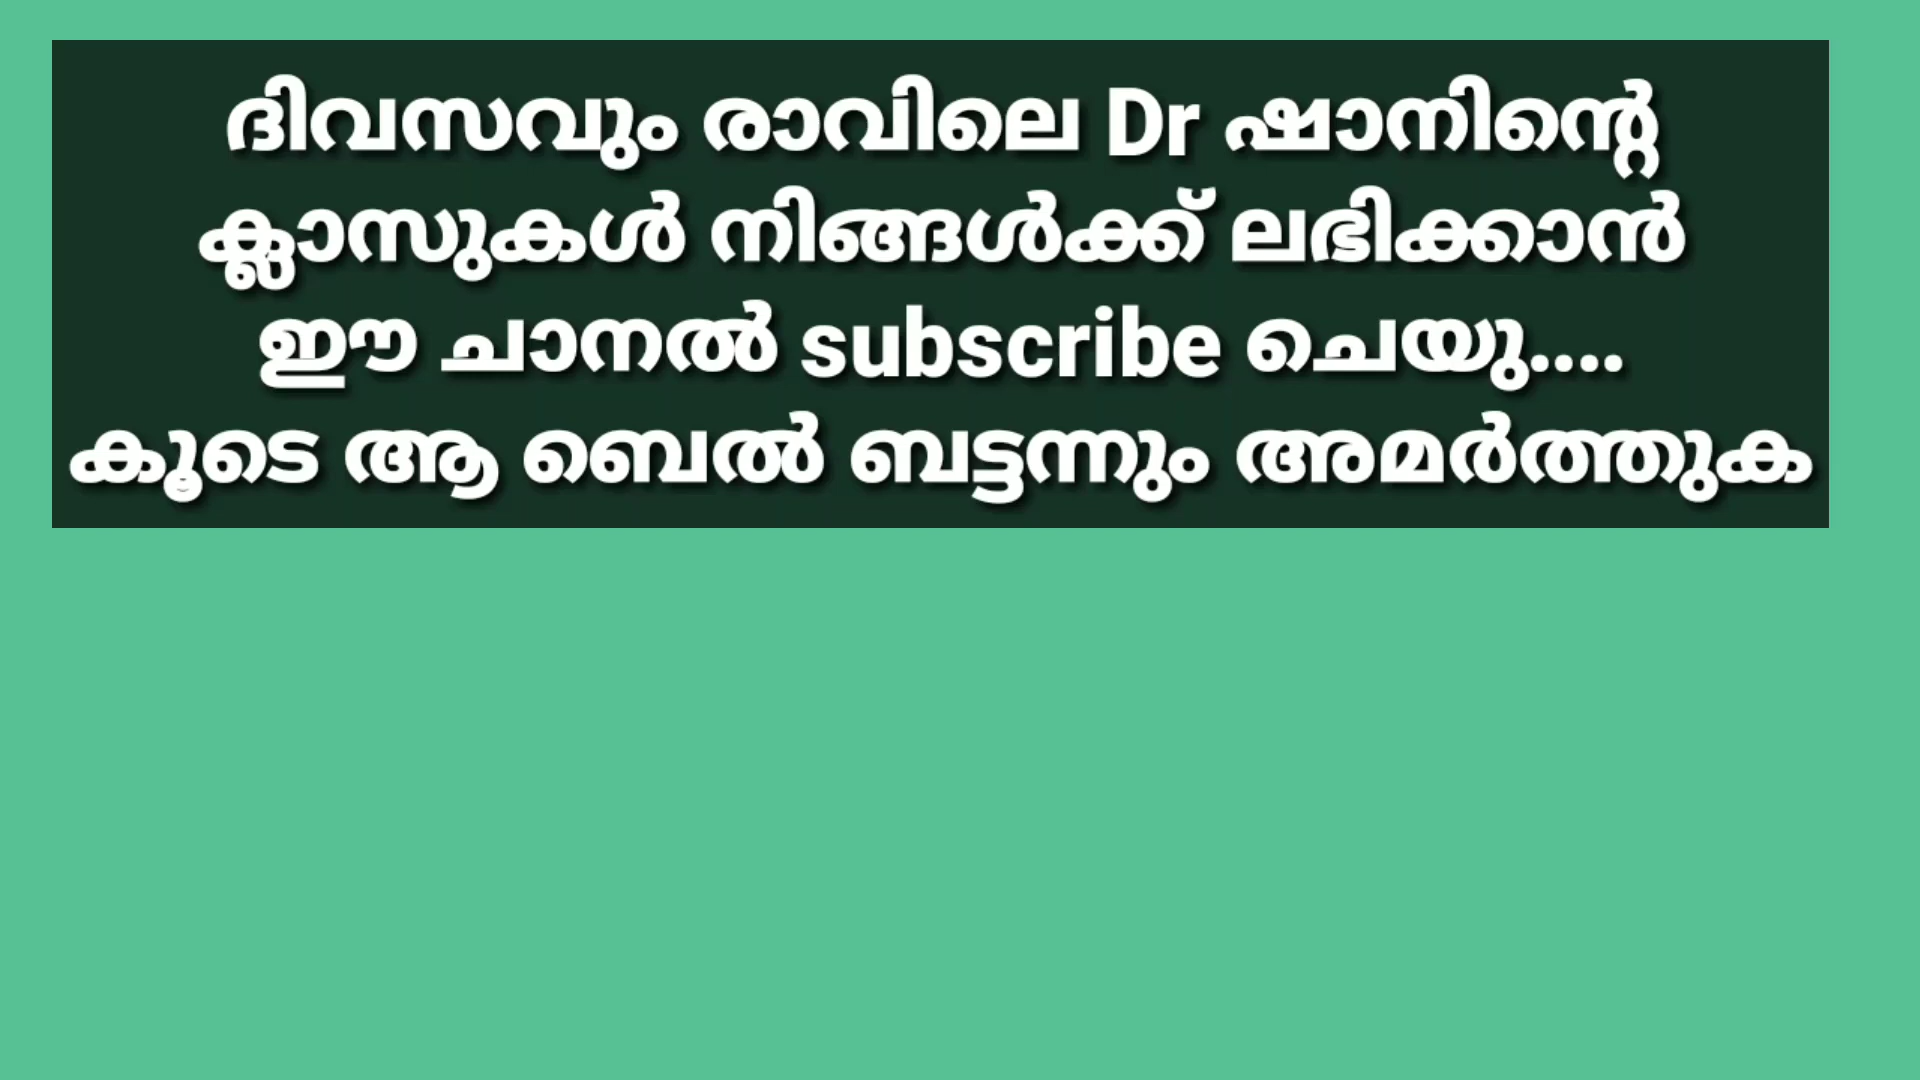 ദിവസവും രാവിലെ Dr ഷാനിന്റെ
ക്ലാസുകൾ നിങ്ങൾക്ക് ലഭിക്കാൻ
ഈ ചാനൽ subscribe ചെയു....
കൂടെ ആ ബെൽ ബട്ടന്നും അമർത്തുക